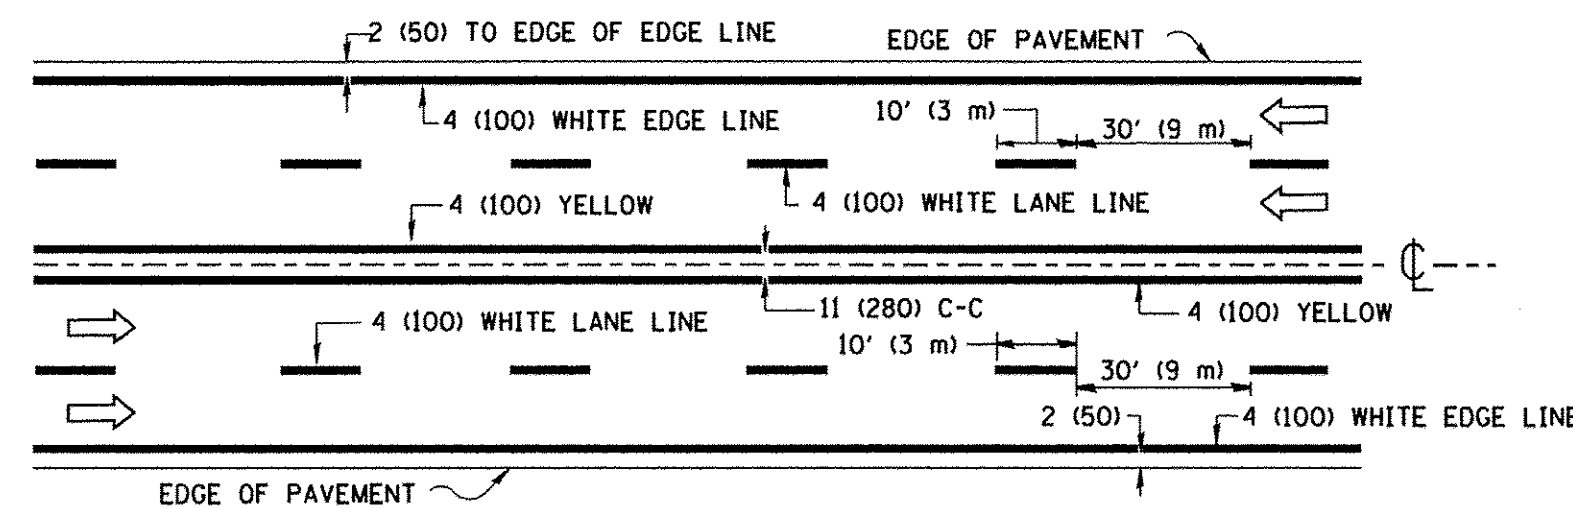 2 (50) TO EDGE OF EDGE LINE
EDGE OF PAVEMENT
4 (100) WHITE EDGE LINE
10' (3 m)
30' (9 m)
4 (100) YELLOW
4 (100) WHITE LANE LINE
℄
11 (280) C-C
4 (100) YELLOW
4 (100) WHITE LANE LINE
10' (3 m)
30' (9 m)
2 (50)
4 (100) WHITE EDGE LINE
EDGE OF PAVEMENT